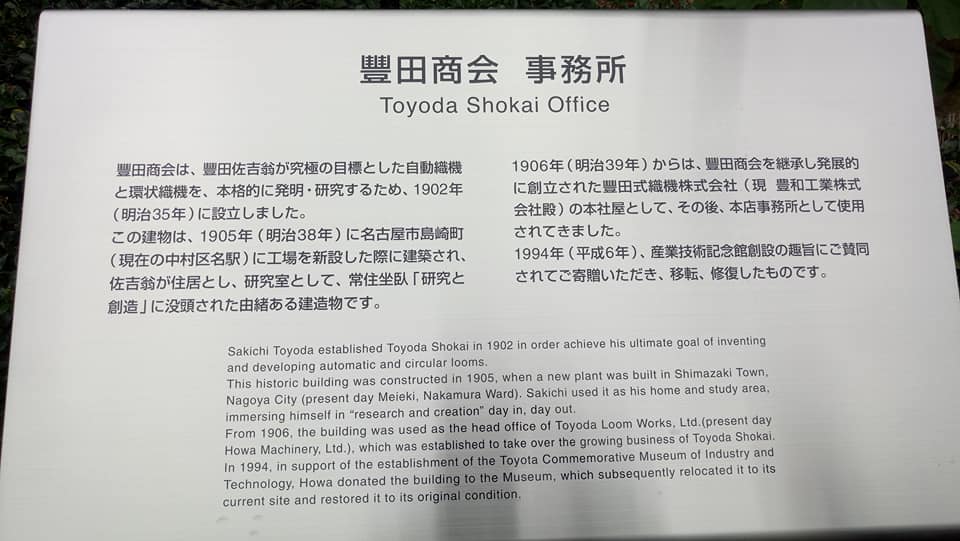 豐田商会 事務所
Toyoda Shokai Office
豐田商会は、豐田佐吉翁が究極の目標とした自動織機
と環状織機を、本格的に発明・研究するため、1902年
(明治35年)に設立しました。
この建物は、1905年(明治38年)に名古屋市島崎町
(現在の中村区名駅)に工場を新設した際に建築され、
佐吉翁が住居とし、研究室として、常住坐臥「研究と
創造」に没頭された由緒ある建造物です。
1906年(明治39年)からは、豐田商会を継承し発展的
に創立された豐田式織機株式会社(現 豊和工業株式
会社殿)の本社屋として、その後、本店事務所として使用
されてきました。
1994年(平成6年)、産業技術記念館創設の趣旨にご賛同
されてご寄贈いただき、移転、修復したものです。
Sakichi Toyoda established Toyoda Shokai in 1902 in order achieve his ultimate goal of inventing
and developing automatic and circular looms.
This historic building was constructed in 1905, when a new plant was built in Shimazaki Town,
Nagoya City (present day Meieki, Nakamura Ward). Sakichi used it as his home and study area,
immersing himself in “research and creation” day in, day out.
From 1906, the building was used as the head office of Toyoda Loom Works, Ltd.(present day
Howa Machinery, Ltd.), which was established to take over the growing business of Toyoda Shokai.
In 1994, in support of the establishment of the Toyota Commemorative Museum of Industry and
Technology, Howa donated the building to the Museum, which subsequently relocated it to its
current site and restored it to its original condition.